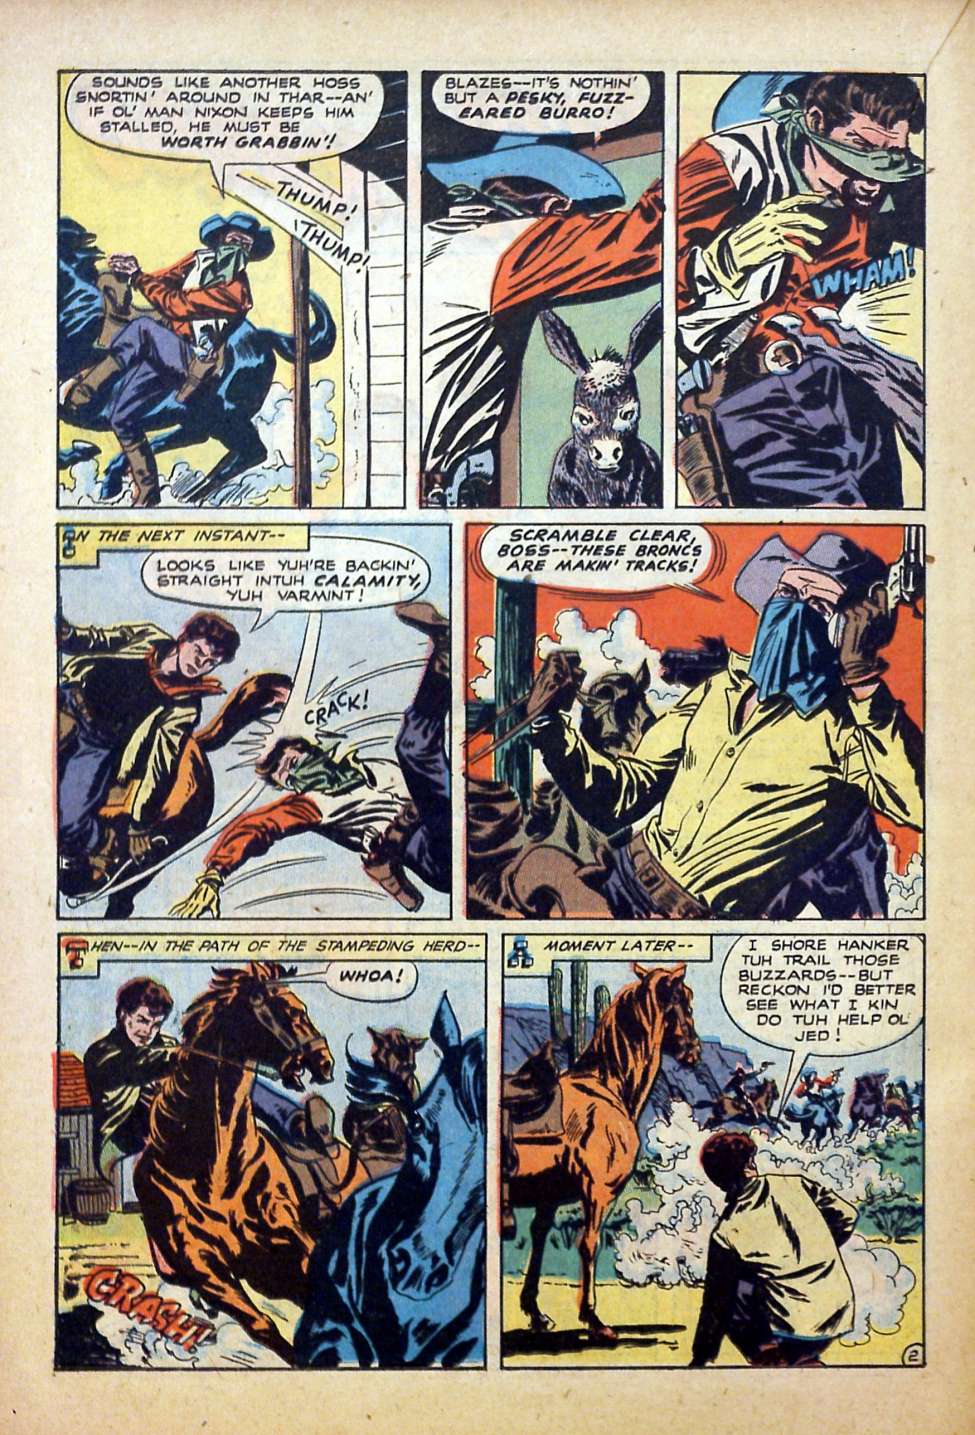 SOUNDS LIKE ANOTHER HOSS
SNORTIN' AROUND IN THAR--AN'
IF OL' MAN NIXON KEEPS HIM
STALLED, HE MUST BE
WORTH GRABBIN'!
THUMP!
THUMP!
BLAZES--IT'S NOTHIN'
BUT A PESKY, FUZZ-
EARED BURRO!
WHAM!
IN THE NEXT INSTANT--
LOOKS LIKE YUH'RE BACKIN'
STRAIGHT INTUH CALAMITY,
YUH VARMINT!
CRACK!
SCRAMBLE CLEAR,
BOSS--THESE BRONCS
ARE MAKIN' TRACKS!
THEN--IN THE PATH OF THE STAMPEDING HERD--
WHOA!
CRASH!
A MOMENT LATER--
I SHORE HANKER
TUH TRAIL THOSE
BUZZARDS--BUT
RECKON I'D BETTER
SEE WHAT I KIN
DO TUH HELP OL'
JED!
2